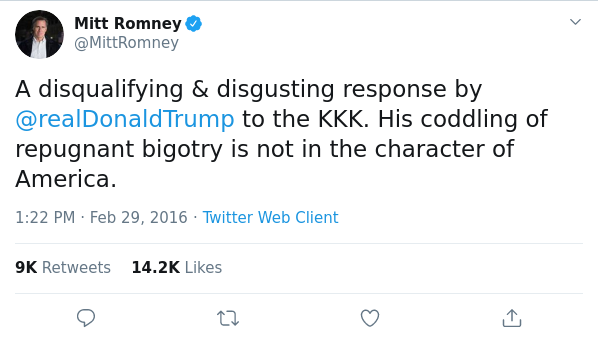 Mitt Romney
@MittRomney
A disqualifying & disgusting response by
@realDonaldTrump to the KKK. His coddling of
repugnant bigotry is not in the character of
America.
1:22 PM · Feb 29, 2016 · Twitter Web Client
9K Retweets 14.2K Likes